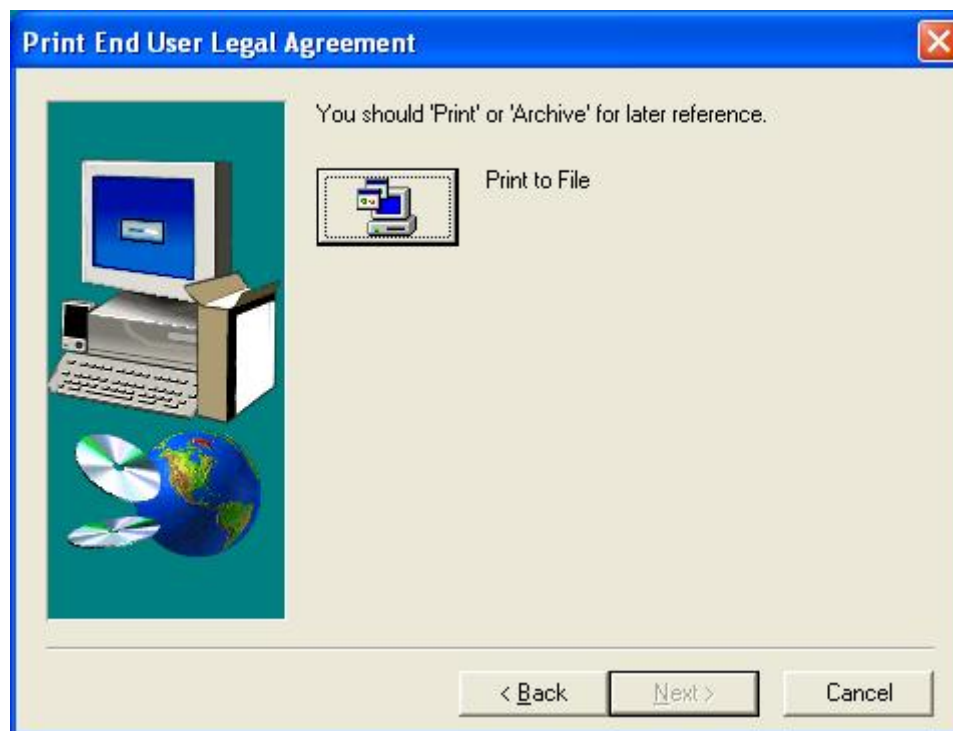 Print End User Legal Agreement
You should 'Print' or 'Archive' for later reference.
Print to File
< Back
Next >
Cancel